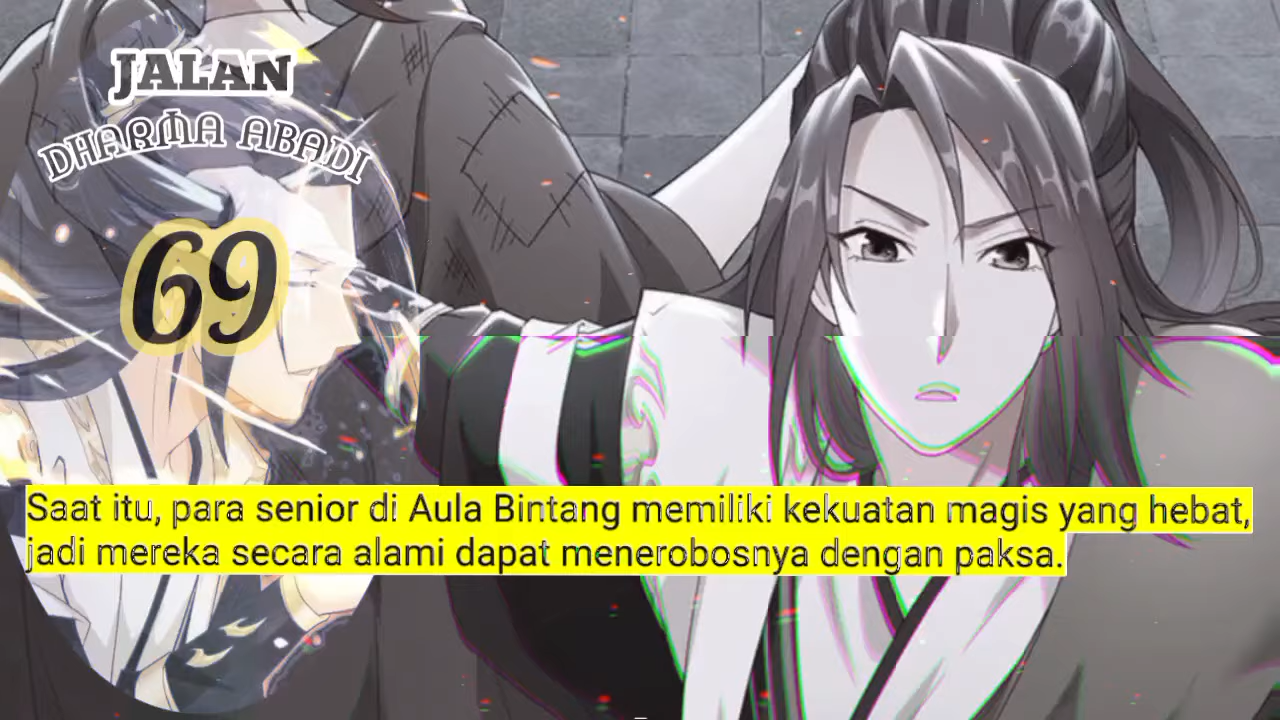 JALAN
DHARMA ABADI
69
Saat itu, para senior di Aula Bintang memiliki kekuatan magis yang hebat,
jadi mereka secara alami dapat menerobosnya dengan paksa.